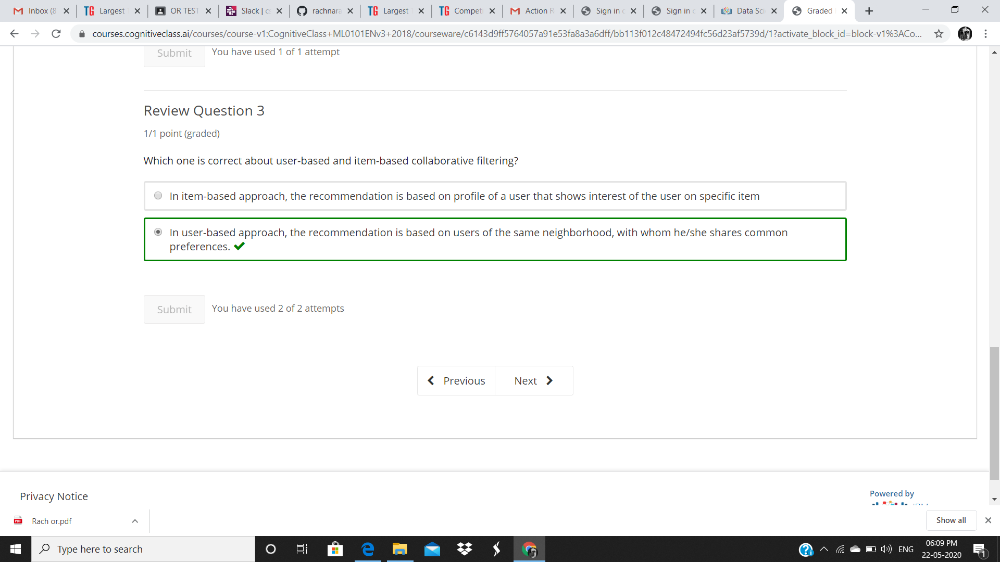 Inbox (8
Largest
OR TEST
Slack | cs
rachnara
Largest
Competi
Action R
Sign in
Sign in
Data Sci
Graded
courses.cognitiveclass.ai/courses/course-v1:CognitiveClass+ML0101ENv3+2018/courseware/c6143d9ff5764057a91e53fa8a3a6dff/bb113f012c48472494fc56d23af5739d/1?activate_block_id=block-v1%3ACo...
Submit You have used 1 of 1 attempt
Review Question 3
1/1 point (graded)
Which one is correct about user-based and item-based collaborative filtering?
In item-based approach, the recommendation is based on profile of a user that shows interest of the user on specific item
In user-based approach, the recommendation is based on users of the same neighborhood, with whom he/she shares common
preferences.
Submit You have used 2 of 2 attempts
Previous Next
Privacy Notice
Powered by
Rach or.pdf
Show all
Type here to search
ENG
06:09 PM
22-05-2020
1